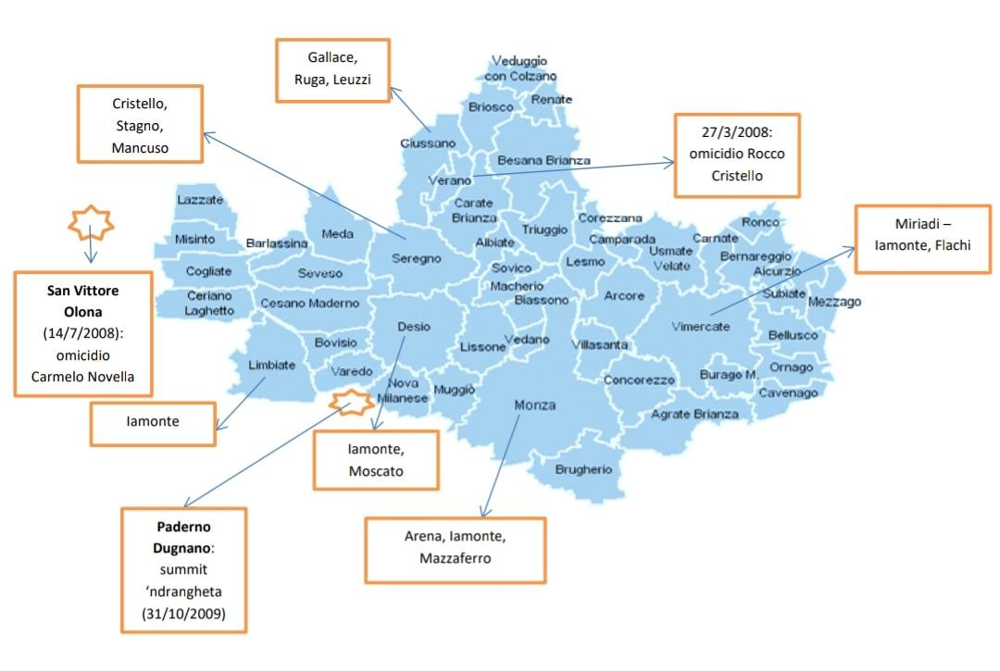 Gallace,
Ruga, Leuzzi
Cristello,
Stagno,
Mancuso
27/3/2008:
omicidio Rocco
Cristello
Miriadi –
Iamonte, Flachi
San Vittore
Olona
(14/7/2008):
omicidio
Carmelo Novella
Iamonte
Iamonte,
Moscato
Paderno
Dugnano:
summit
‘ndrangheta
(31/10/2009)
Arena, Iamonte,
Mazzaferro
Veduggio
con Colzano
Renate
Briosco
Giussano
Besana Brianza
Verano
Carate
Brianza
Lazzate
Misinto
Barlassina
Meda
Cogliate
Seveso
Seregno
Albiate
Triuggio
Corezzana
Camparada
Usmate
Velate
Carnate
Ronco
Bernareggio
Aicurzio
Sovico
Lesmo
Macherio
Biassono
Arcore
Subiate
Mezzago
Ceriano
Laghetto
Cesano Maderno
Desio
Vimercate
Bellusco
Bovisio
Lissone
Vedano
Villasanta
Limbiate
Varedo
Nova
Milanese
Muggiò
Concorezzo
Burago M.
Ornago
Cavenago
Monza
Agrate Brianza
Brugherio